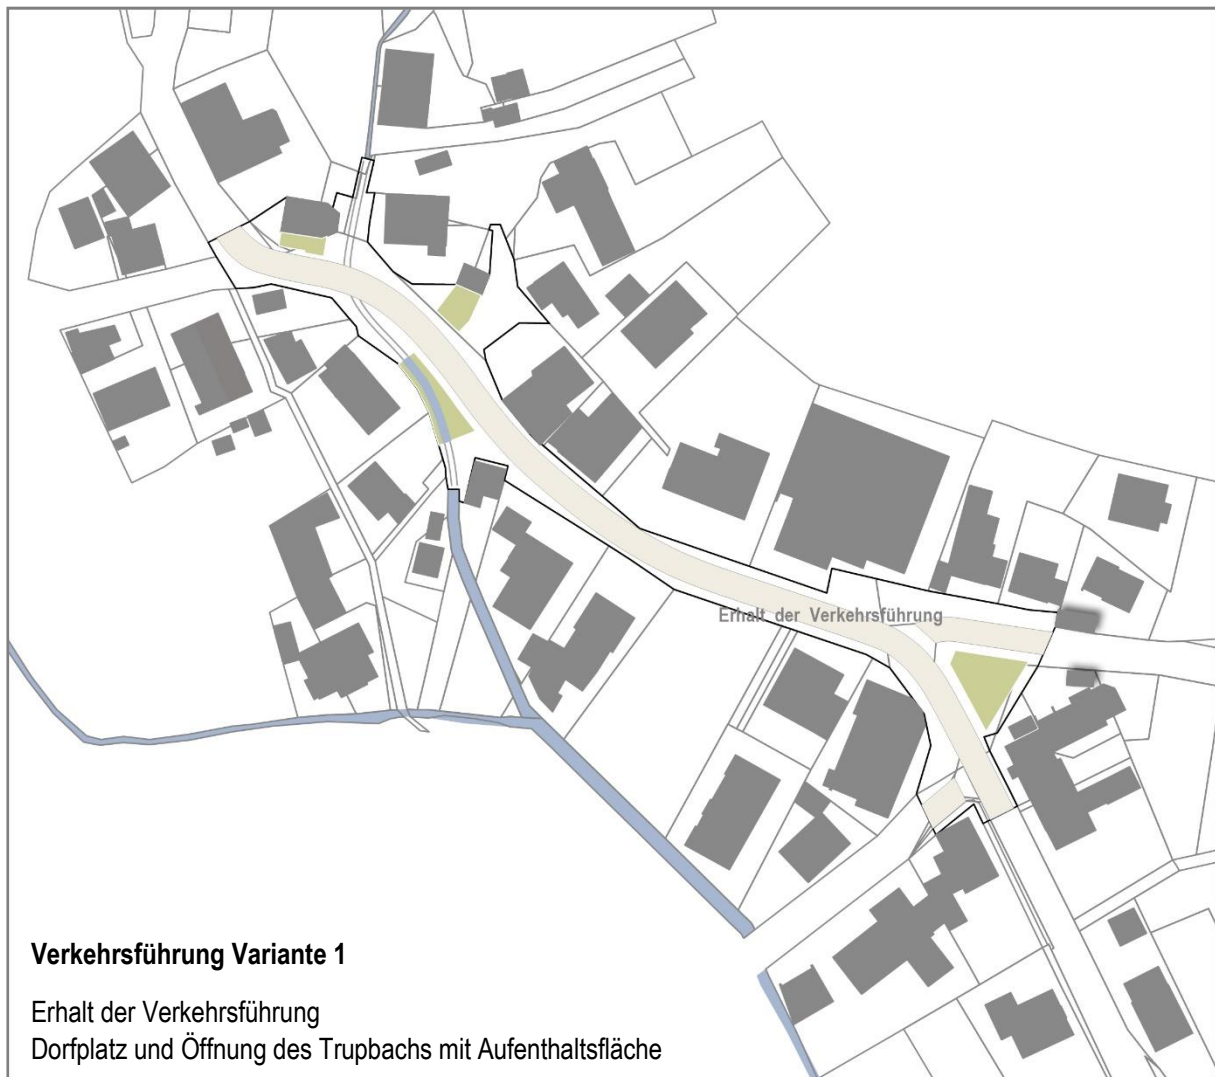 Erhalt der Verkehrsführung
Verkehrsführung Variante 1
Erhalt der Verkehrsführung
Dorfplatz und Öffnung des Trupbachs mit Aufenthaltsfläche